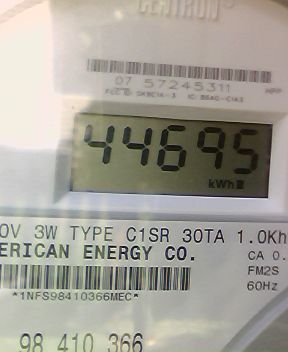 CENTRON
07 57245311
44695
kWh
0V 3W TYPE C1SR 30TA 1.0Kh
ERICAN ENERGY CO.
CA 0.
FM2S
60Hz
*1NFS98410366MEC*
98 410 366